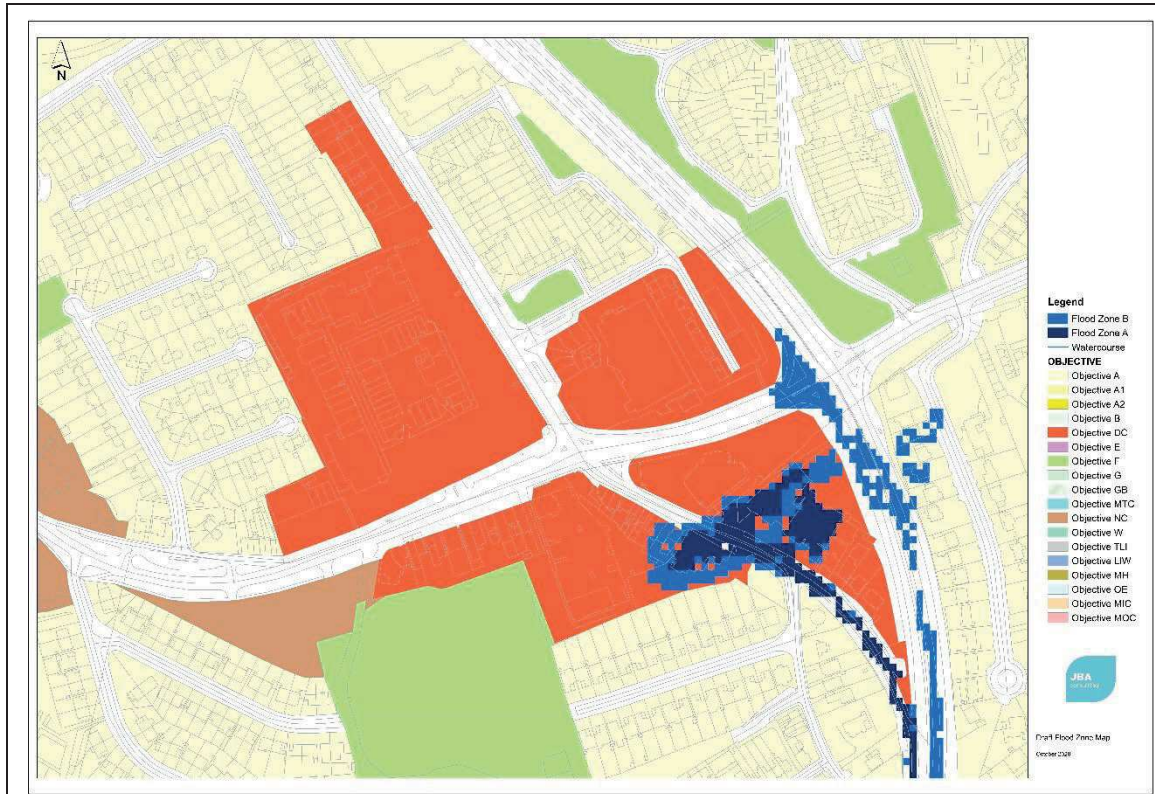 N
Legend
Flood Zone B
Flood Zone A
Watercourse
OBJECTIVE
Objective A
Objective A1
Objective A2
Objective B
Objective DC
Objective E
Objective F
Objective G
Objective GB
Objective MTC
Objective NC
Objective W
Objective TLI
Objective LIW
Objective MH
Objective OE
Objective MIC
Objective MOC
JBA
consulting
Draft Flood Zone Map
October